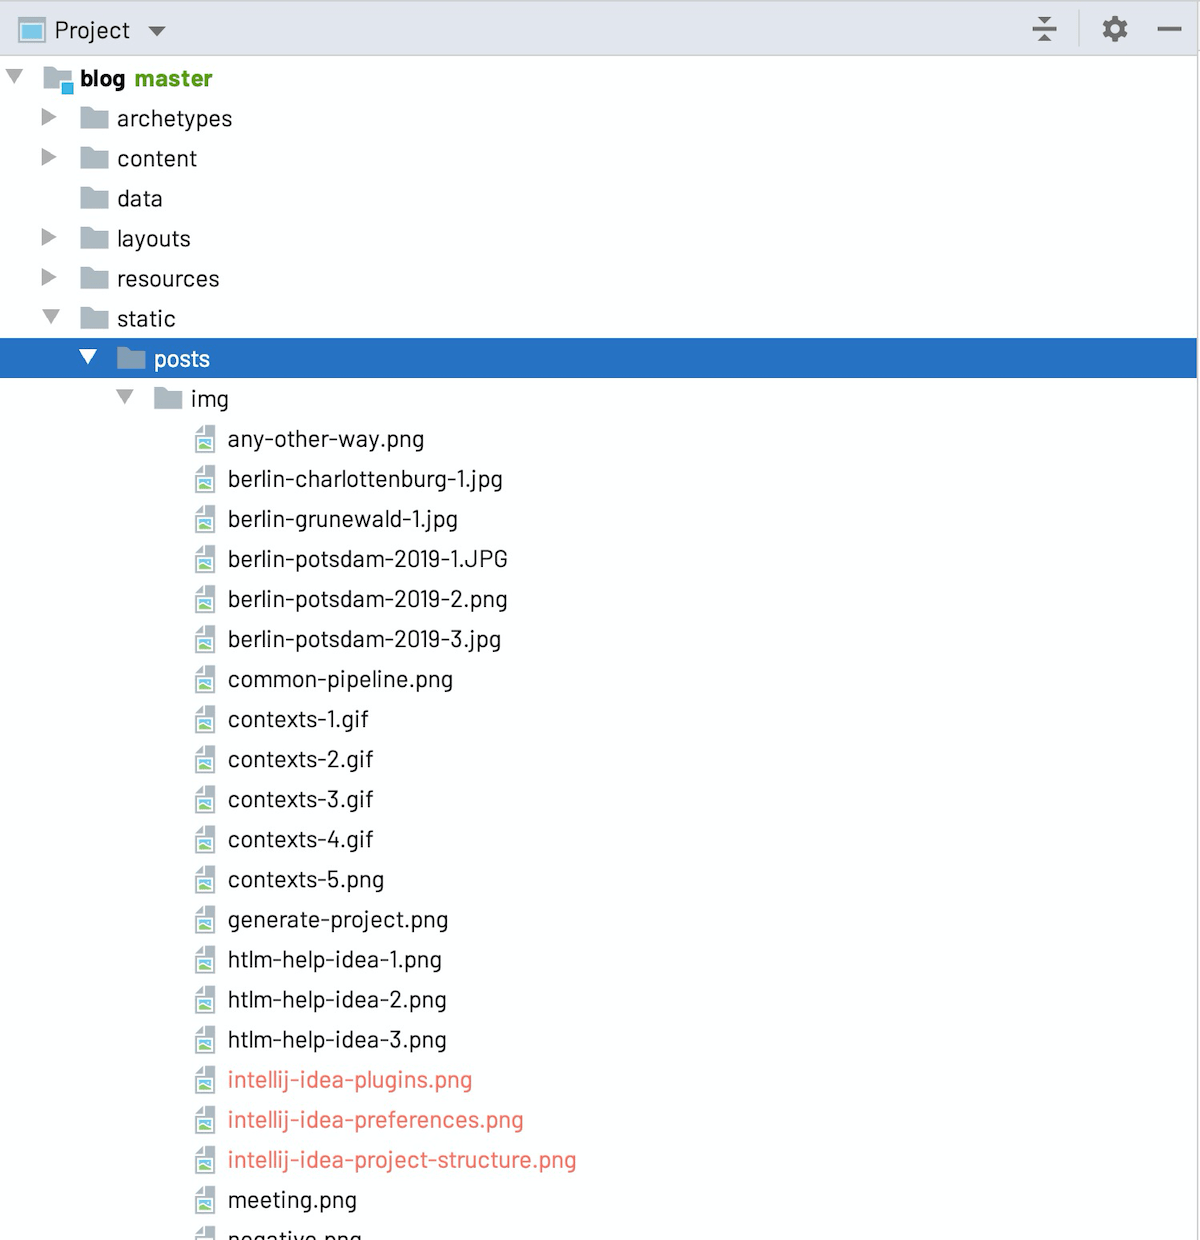 Project
blog master
archetypes
content
data
layouts
resources
static
posts
img
any-other-way.png
berlin-charlottenburg-1.jpg
berlin-grunewald-1.jpg
berlin-potsdam-2019-1.JPG
berlin-potsdam-2019-2.png
berlin-potsdam-2019-3.jpg
common-pipeline.png
contexts-1.gif
contexts-2.gif
contexts-3.gif
contexts-4.gif
contexts-5.png
generate-project.png
htlm-help-idea-1.png
htlm-help-idea-2.png
htlm-help-idea-3.png
intellij-idea-plugins.png
intellij-idea-preferences.png
intellij-idea-project-structure.png
meeting.png
negative.png